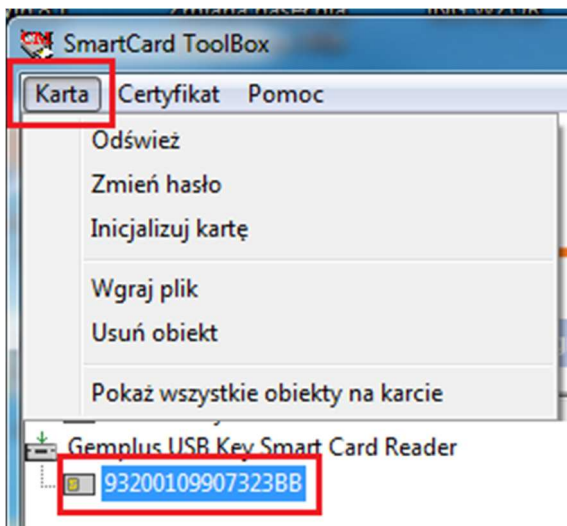 SmartCard ToolBox
Karta Certyfikat Pomoc
Odśwież
Zmień hasło
Inicjalizuj kartę
Wgraj plik
Usuń obiekt
Pokaż wszystkie obiekty na karcie
Gemplus USB Key Smart Card Reader
93200109907323BB